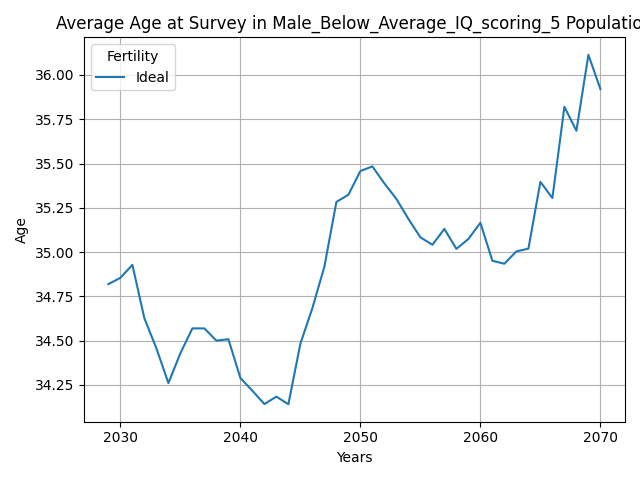 Average Age at Survey in Male_Below_Average_IQ_scoring_5 Populatio
Fertility
Ideal
36.00
35.75
35.50
35.25
35.00
34.75
34.50
34.25
Age
2030 2040 2050 2060 2070
Years